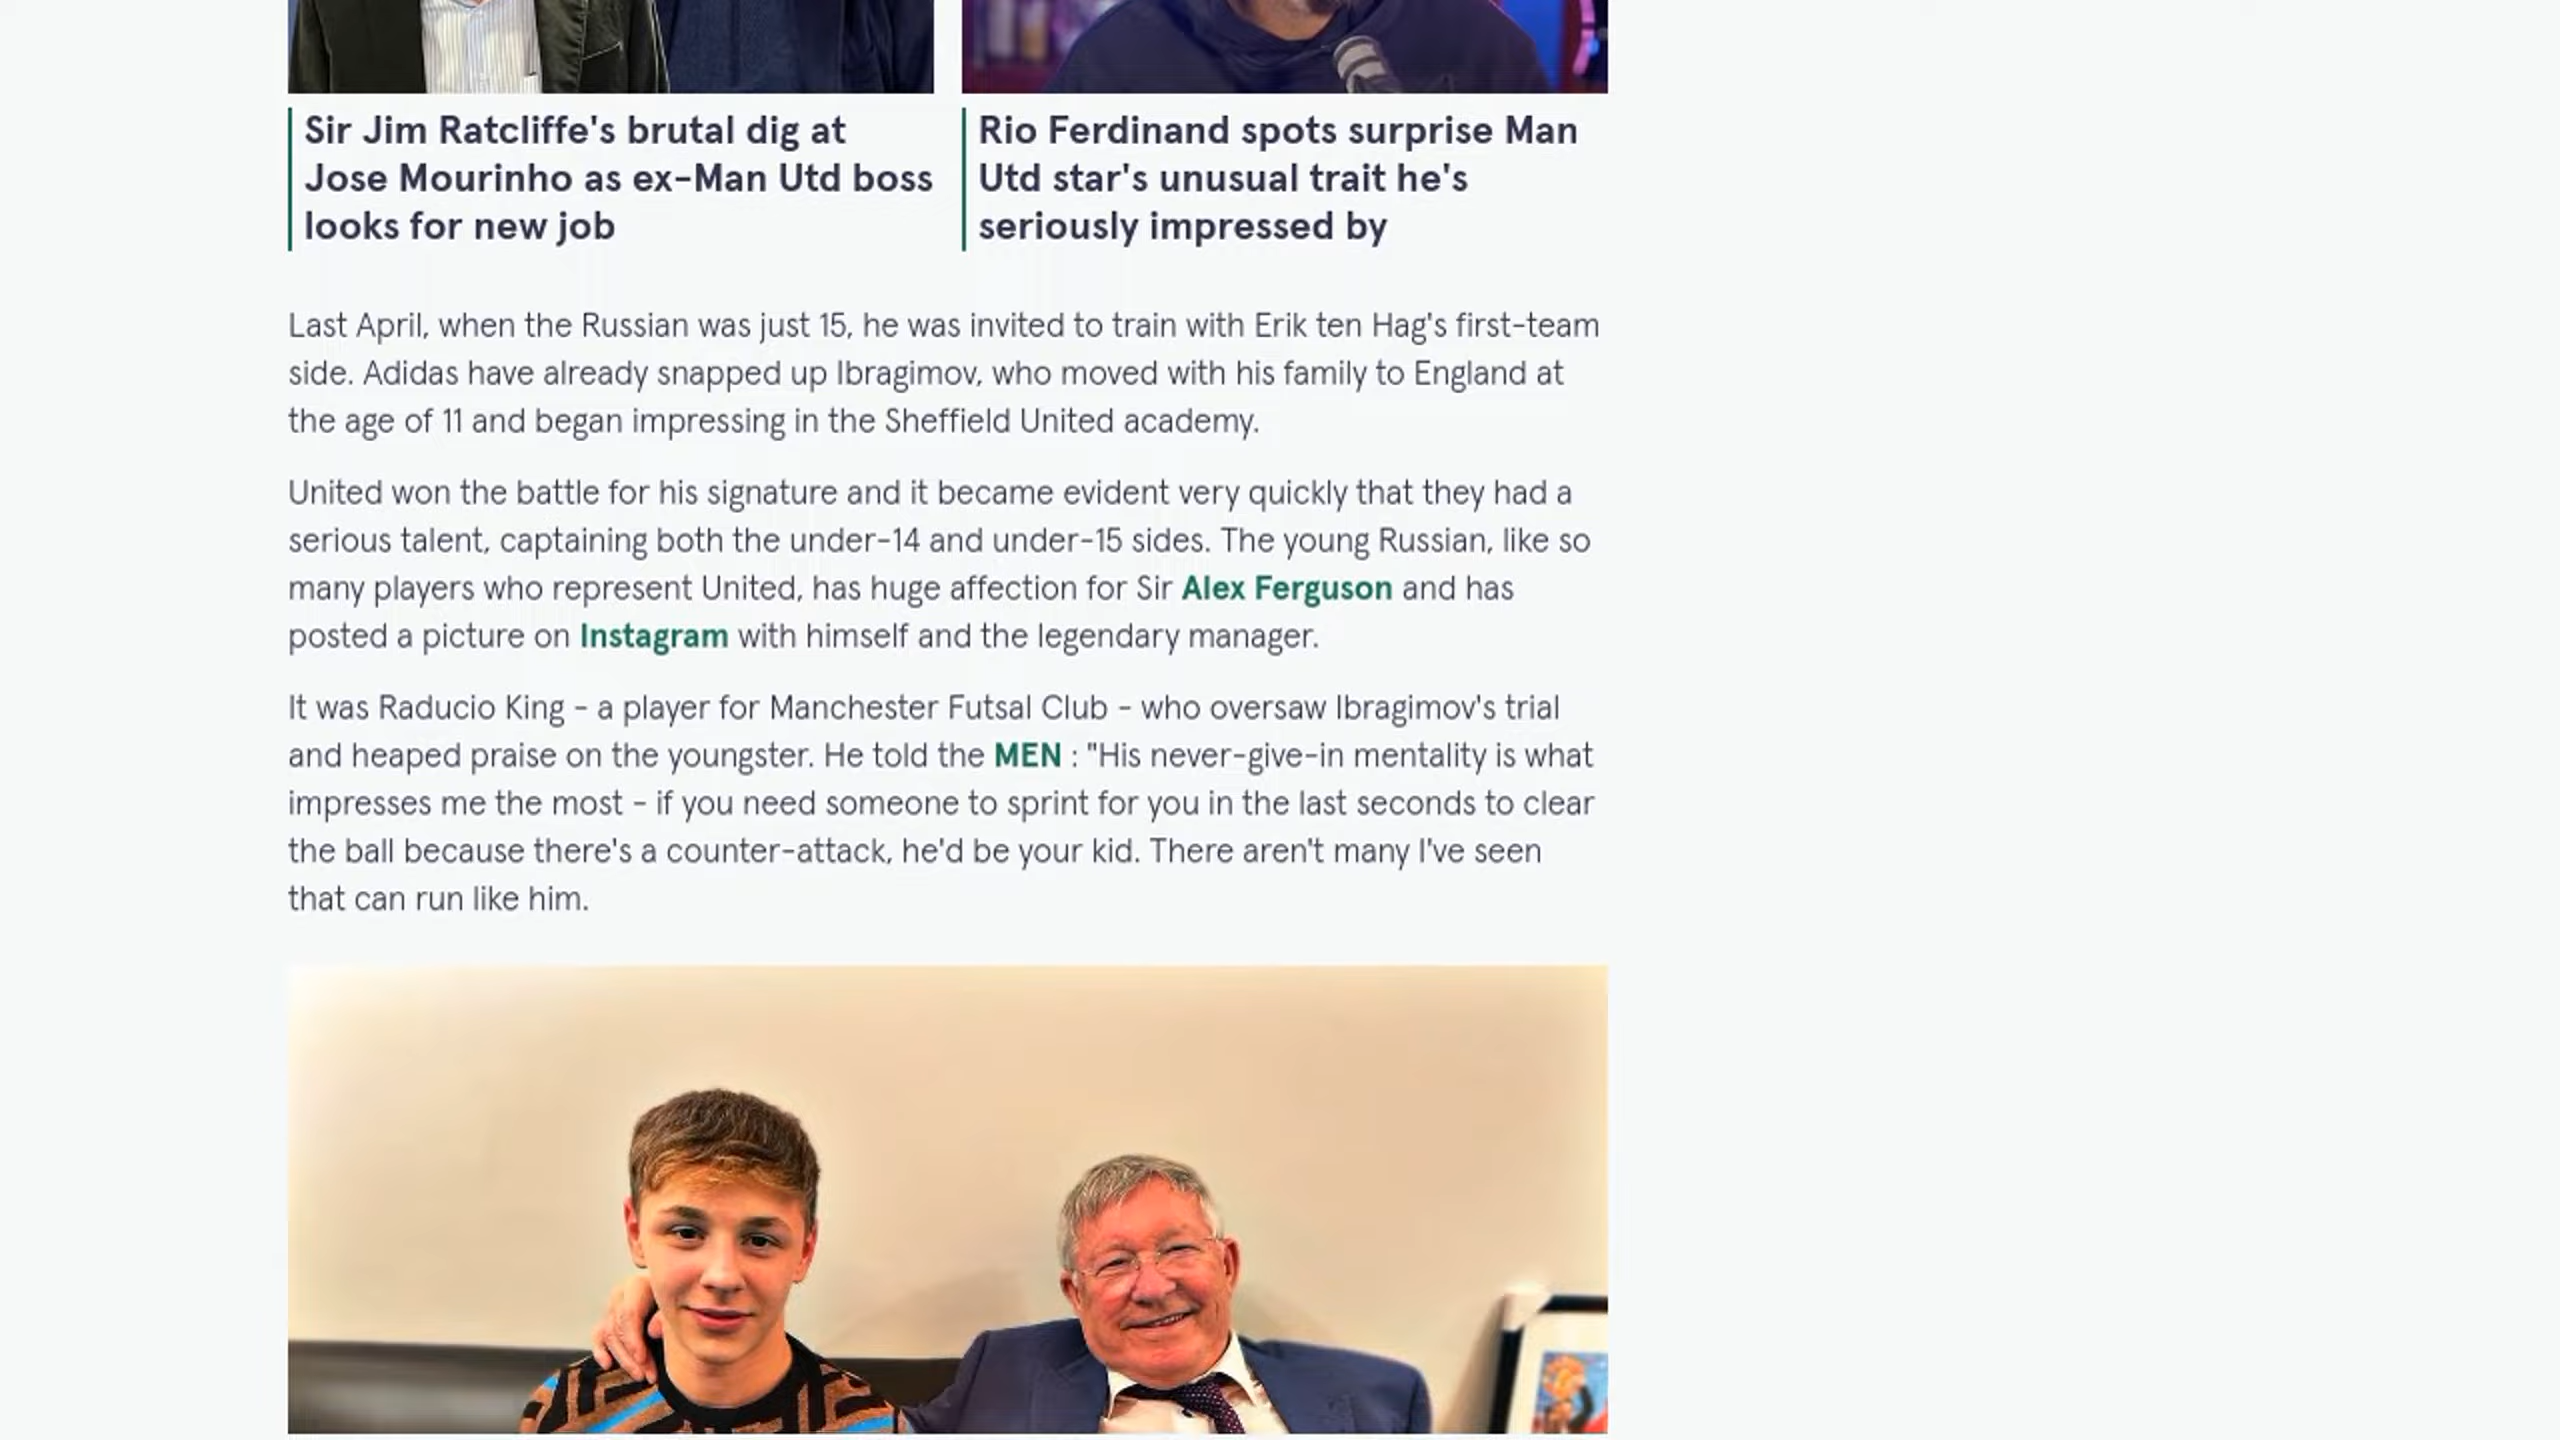 Sir Jim Ratcliffe's brutal dig at
Jose Mourinho as ex-Man Utd boss
looks for new job
Rio Ferdinand spots surprise Man
Utd star's unusual trait he's
seriously impressed by
Last April, when the Russian was just 15, he was invited to train with Erik ten Hag's first-team
side. Adidas have already snapped up Ibragimov, who moved with his family to England at
the age of 11 and began impressing in the Sheffield United academy.
United won the battle for his signature and it became evident very quickly that they had a
serious talent, captaining both the under-14 and under-15 sides. The young Russian, like so
many players who represent United, has huge affection for Sir Alex Ferguson and has
posted a picture on Instagram with himself and the legendary manager.
It was Raducio King - a player for Manchester Futsal Club - who oversaw Ibragimov's trial
and heaped praise on the youngster. He told the MEN : "His never-give-in mentality is what
impresses me the most - if you need someone to sprint for you in the last seconds to clear
the ball because there's a counter-attack, he'd be your kid. There aren't many I've seen
that can run like him.